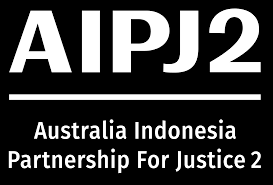 AIPJ2
Australia Indonesia
Partnership For Justice 2